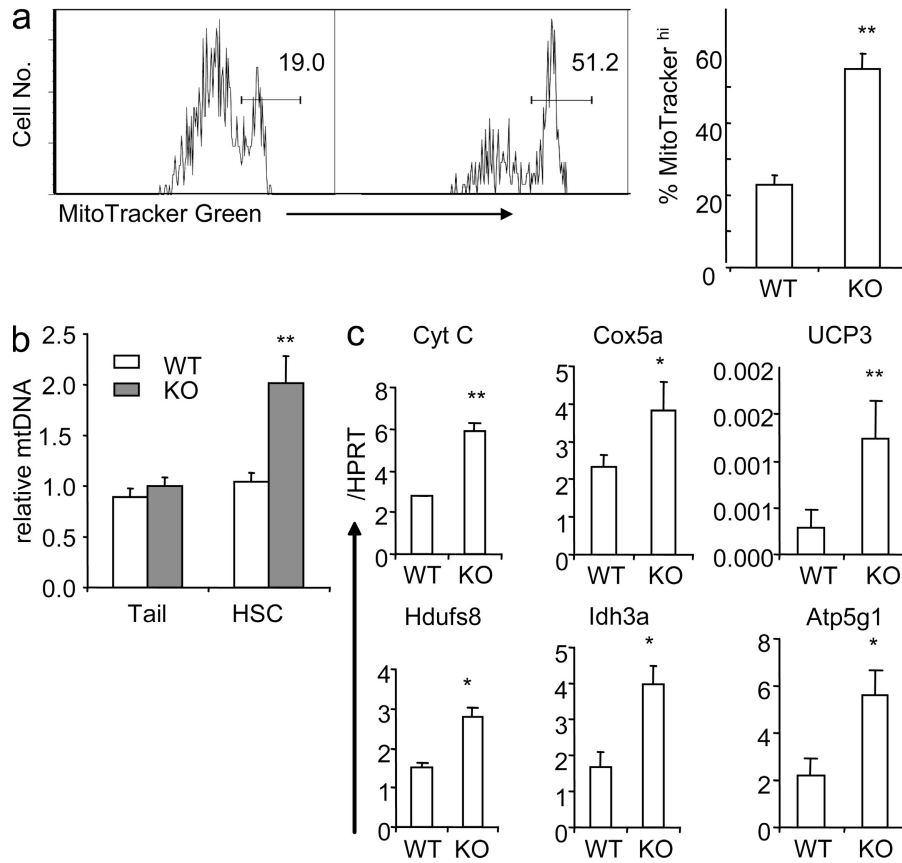 a
Cell No.
19.0
51.2
MitoTracker Green
% MitoTracker hi
60
40
20
0
**
WT
KO
b
relative mtDNA
2.5
2.0
1.5
1.0
0.5
0.0
WT
KO
**
Tail
HSC
c
/HPRT
Cyt C
8
6
4
2
0
**
WT KO
Cox5a
5
4
3
2
1
0
*
WT KO
UCP3
0.002
0.002
0.001
0.001
0.000
**
WT KO
Hdufs8
4
3
2
1
0
*
WT KO
Idh3a
5
4
3
2
1
0
*
WT KO
Atp5g1
8
6
4
2
0
*
WT KO